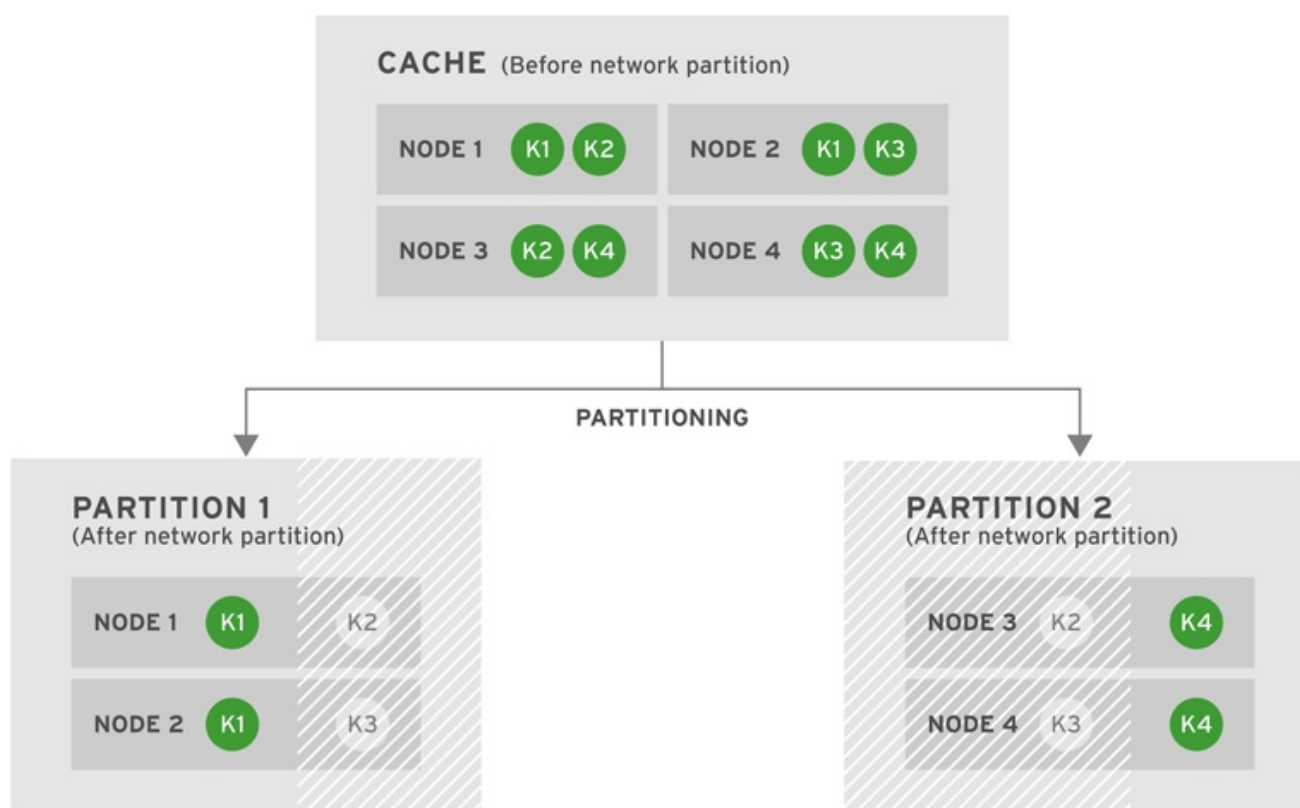 CACHE (Before network partition)
NODE 1 K1 K2
NODE 2 K1 K3
NODE 3 K2 K4
NODE 4 K3 K4
PARTITIONING
PARTITION 1
(After network partition)
NODE 1 K1 K2
NODE 2 K1 K3
PARTITION 2
(After network partition)
NODE 3 K2 K4
NODE 4 K3 K4